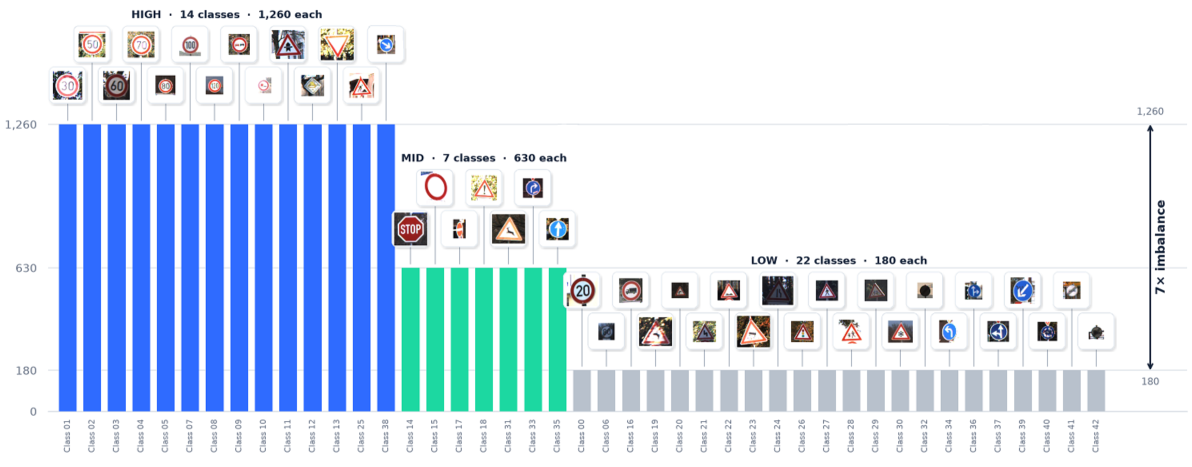 HIGH · 14 classes · 1,260 each
50
70
100
30
60
80
1,260
1,260
MID · 7 classes · 630 each
STOP
630
LOW · 22 classes · 180 each
20
7× imbalance
180
180
0
Class 01
Class 02
Class 03
Class 04
Class 05
Class 07
Class 08
Class 09
Class 10
Class 11
Class 12
Class 13
Class 25
Class 38
Class 14
Class 15
Class 17
Class 18
Class 31
Class 33
Class 35
Class 00
Class 06
Class 16
Class 19
Class 20
Class 21
Class 22
Class 23
Class 24
Class 26
Class 27
Class 28
Class 29
Class 30
Class 32
Class 34
Class 36
Class 37
Class 39
Class 40
Class 41
Class 42